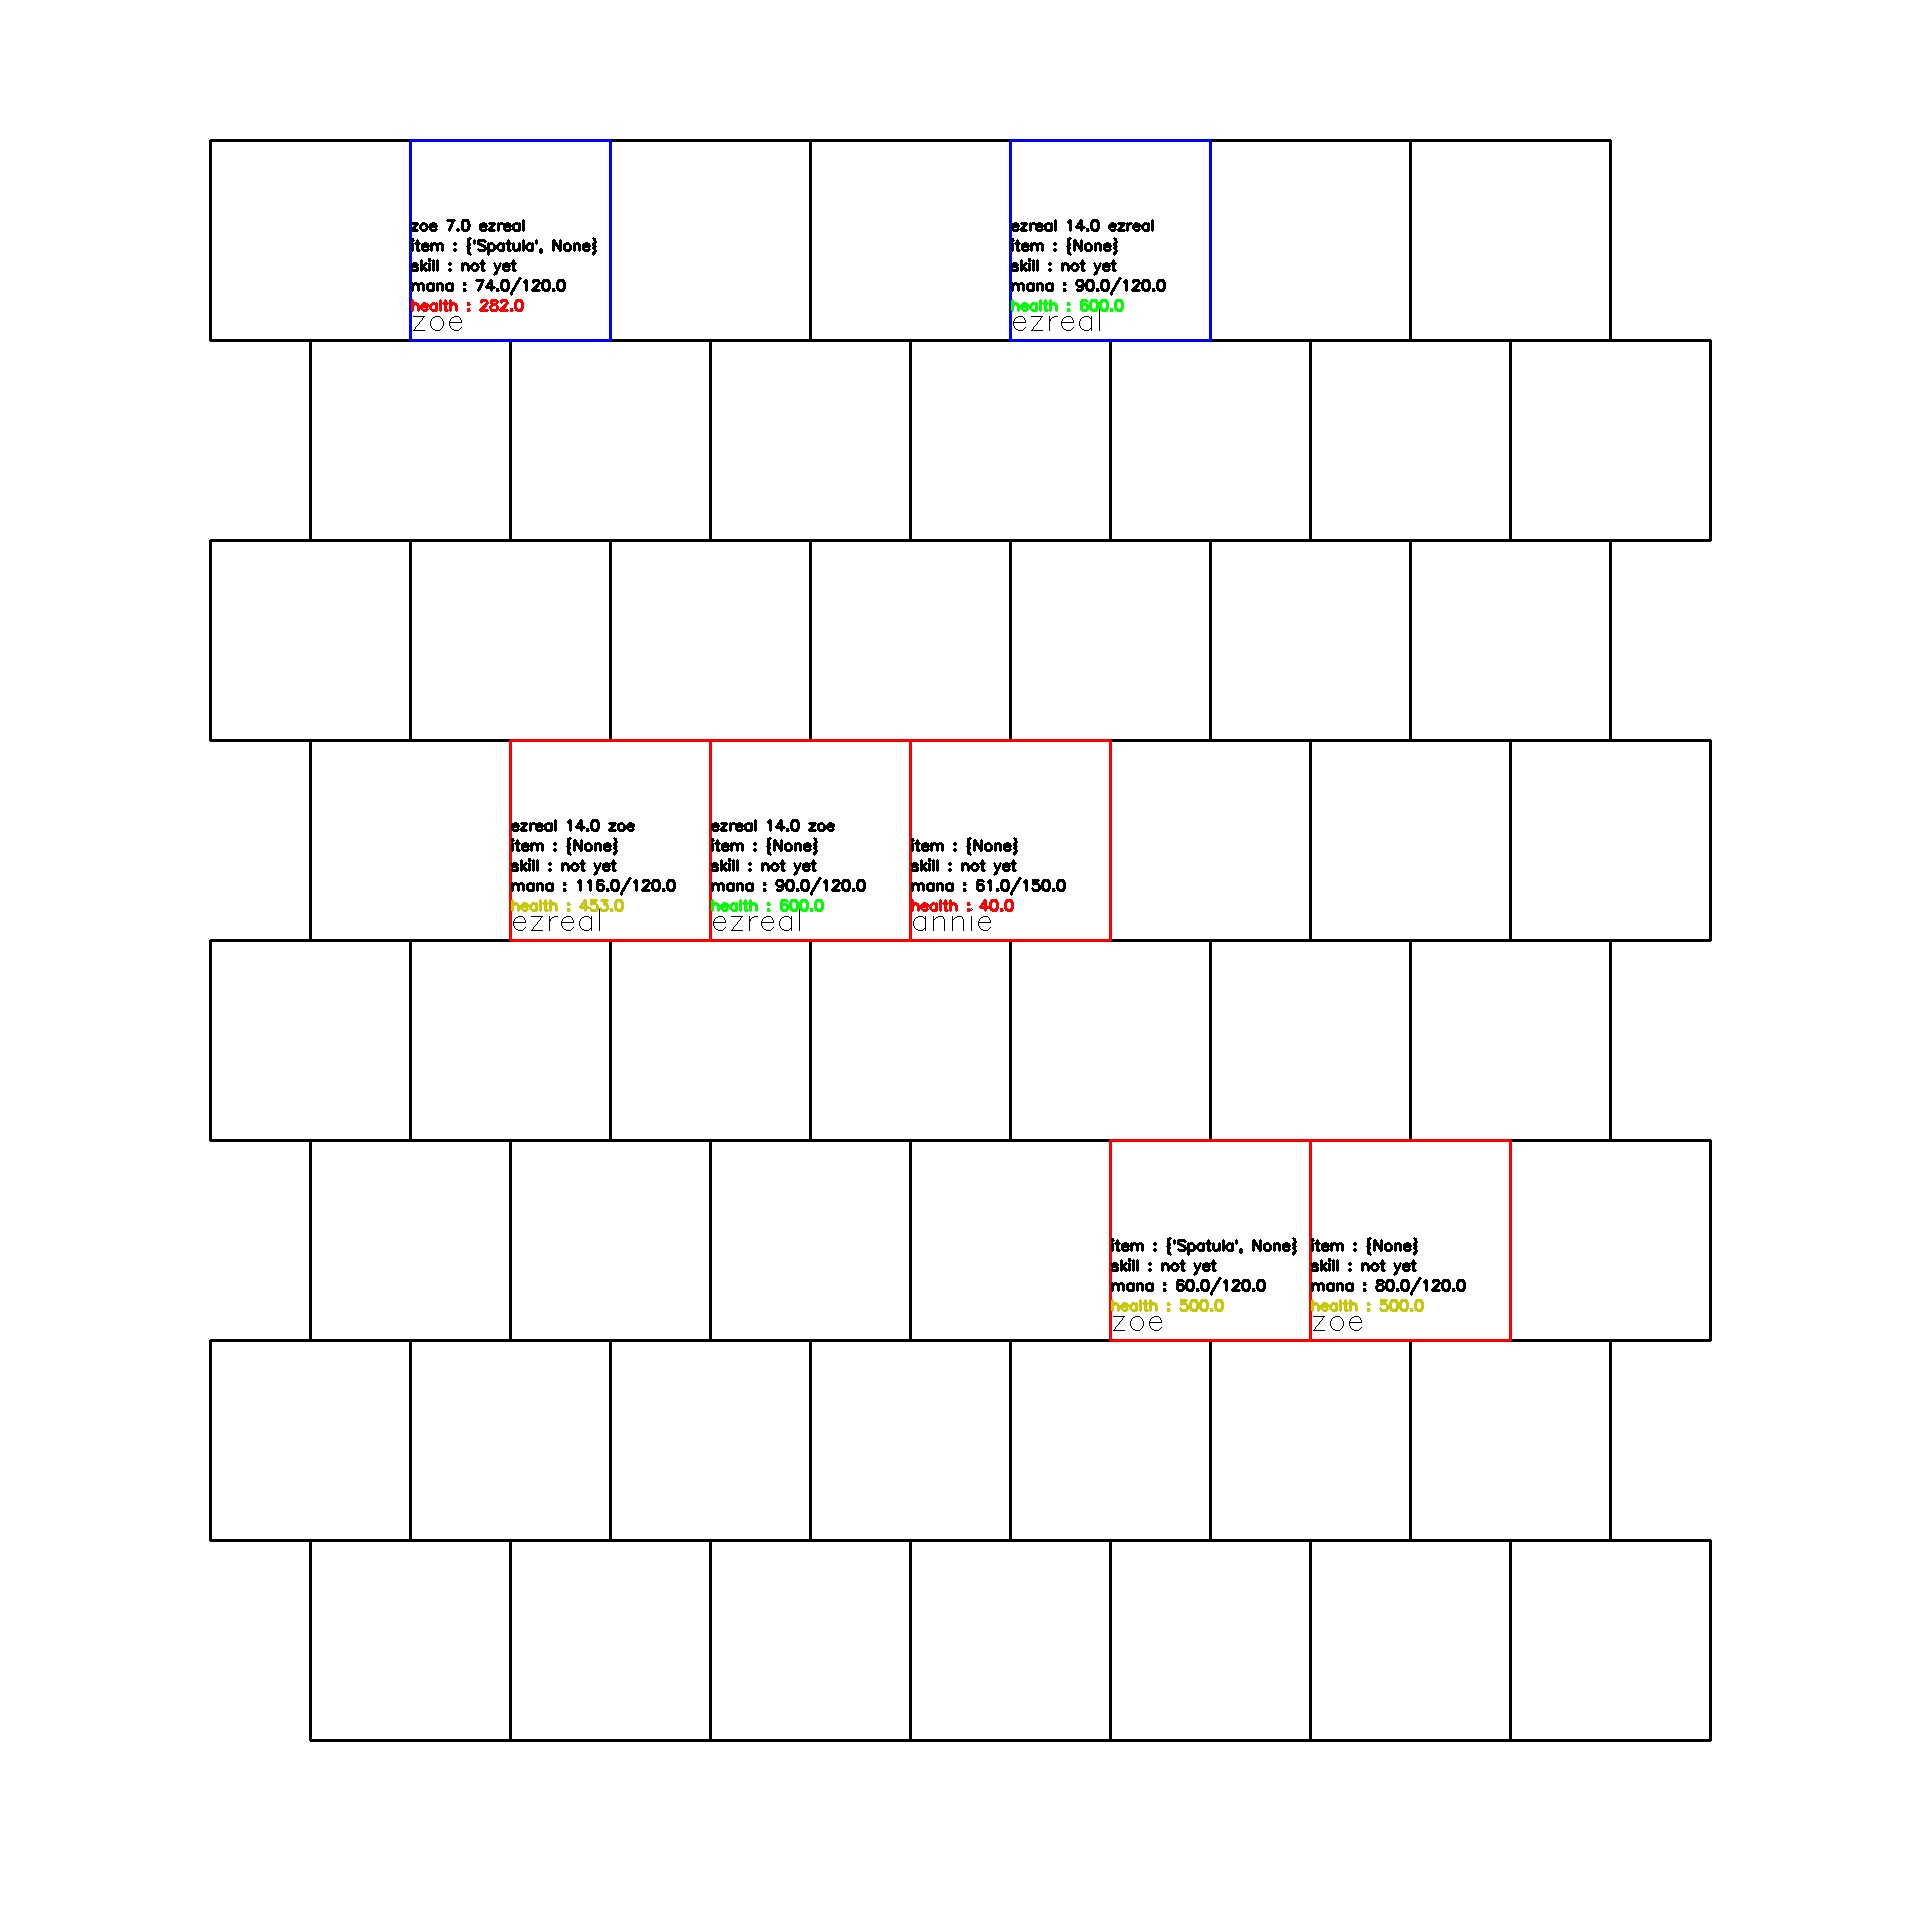 zoe 7.0 ezreal
item : {'Spatula', None}
skill : not yet
mana : 74.0/120.0
health : 282.0
zoe
ezreal 14.0 ezreal
item : {None}
skill : not yet
mana : 90.0/120.0
health : 600.0
ezreal
ezreal 14.0 zoe
item : {None}
skill : not yet
mana : 116.0/120.0
health : 453.0
ezreal
ezreal 14.0 zoe
item : {None}
skill : not yet
mana : 90.0/120.0
health : 600.0
ezreal
item : {None}
skill : not yet
mana : 61.0/150.0
health : 40.0
annie
item : {'Spatula', None}
skill : not yet
mana : 60.0/120.0
health : 500.0
zoe
item : {None}
skill : not yet
mana : 80.0/120.0
health : 500.0
zoe